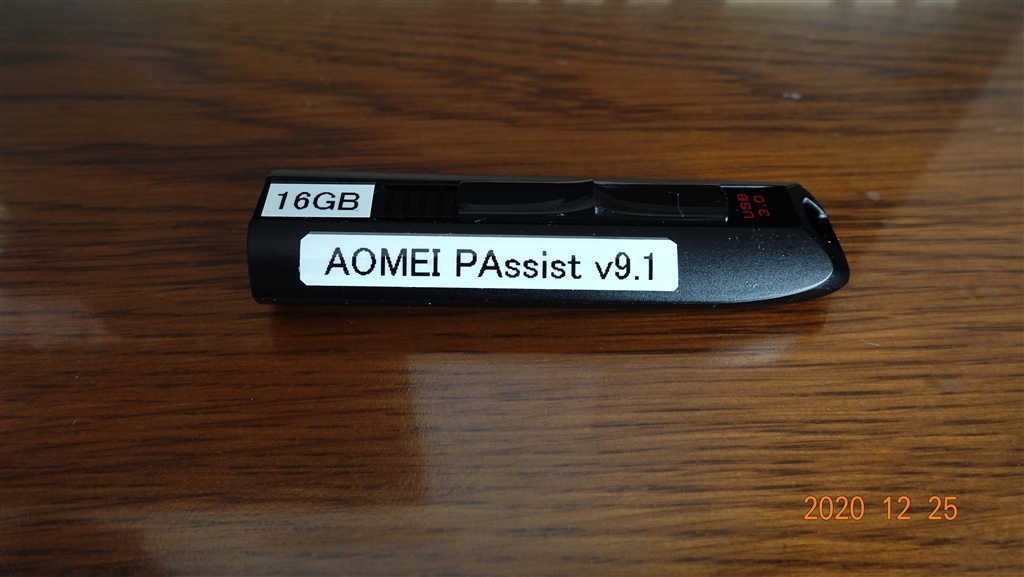 16GB
USB
3.0
AOMEI PAssist v9.1
2020 12 25